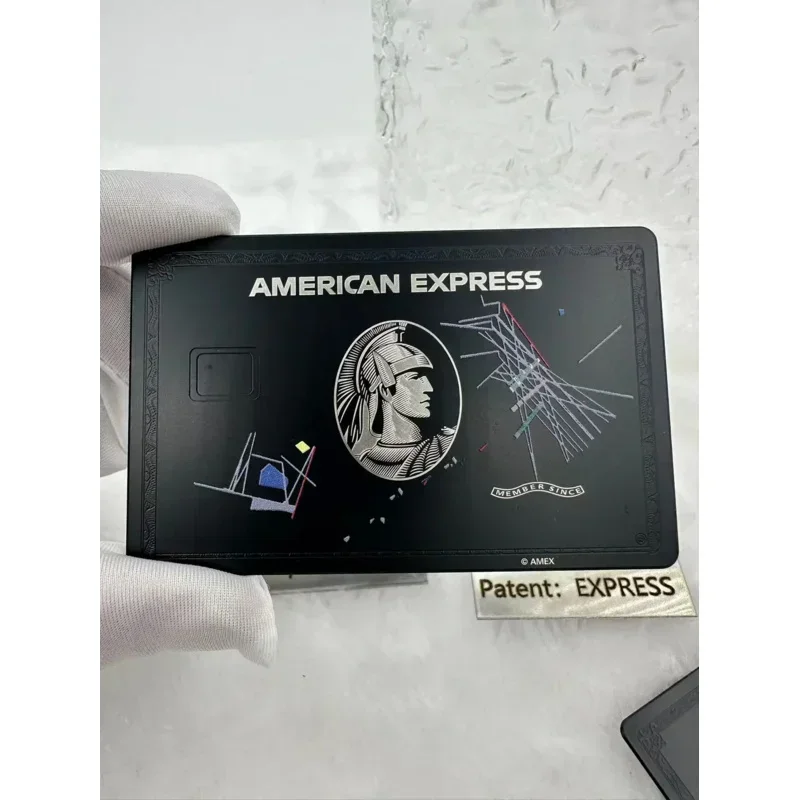 AMERICAN EXPRESS
MEMBER SINCE
© AMEX
Patent: EXPRESS